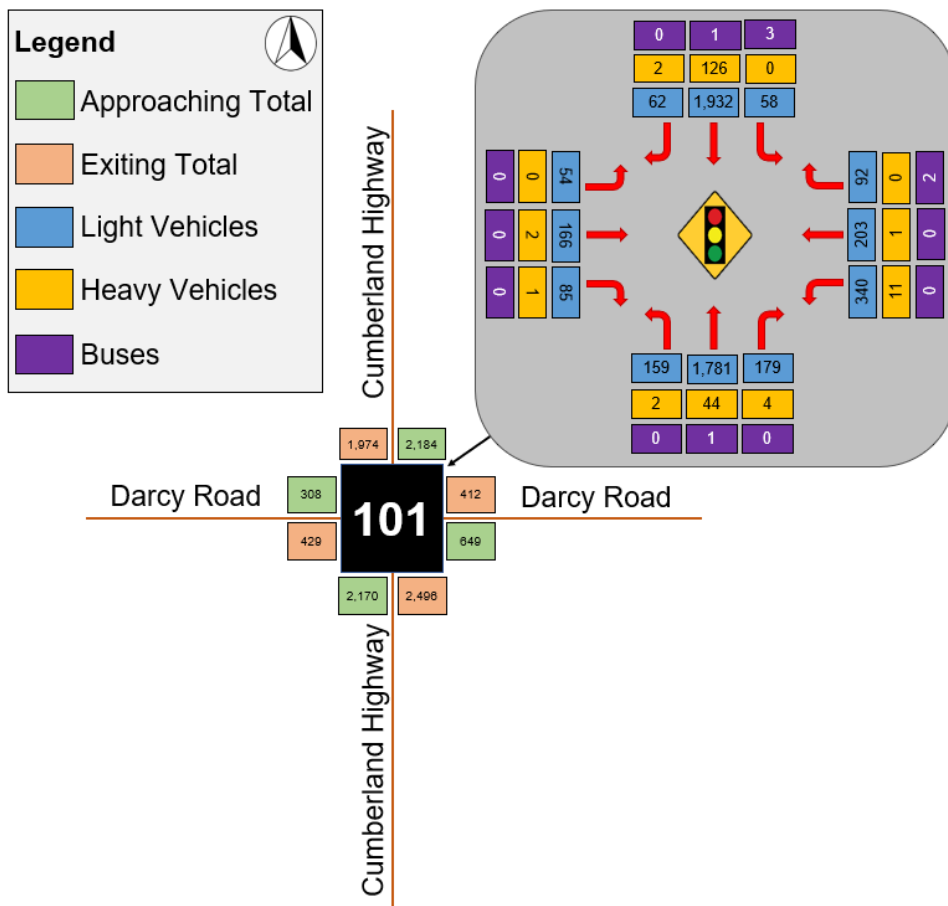 Legend
Approaching Total
Exiting Total
Light Vehicles
Heavy Vehicles
Buses
0 1 3
2 126 0
62 1,932 58
0 0 54
0 2 166
0 1 85
92 0 2
203 1 0
340 11 0
159 1,781 179
2 44 4
0 1 0
Cumberland Highway
1,974 2,184
Darcy Road 308 412 Darcy Road
101
429 649
2,170 2,496
Cumberland Highway